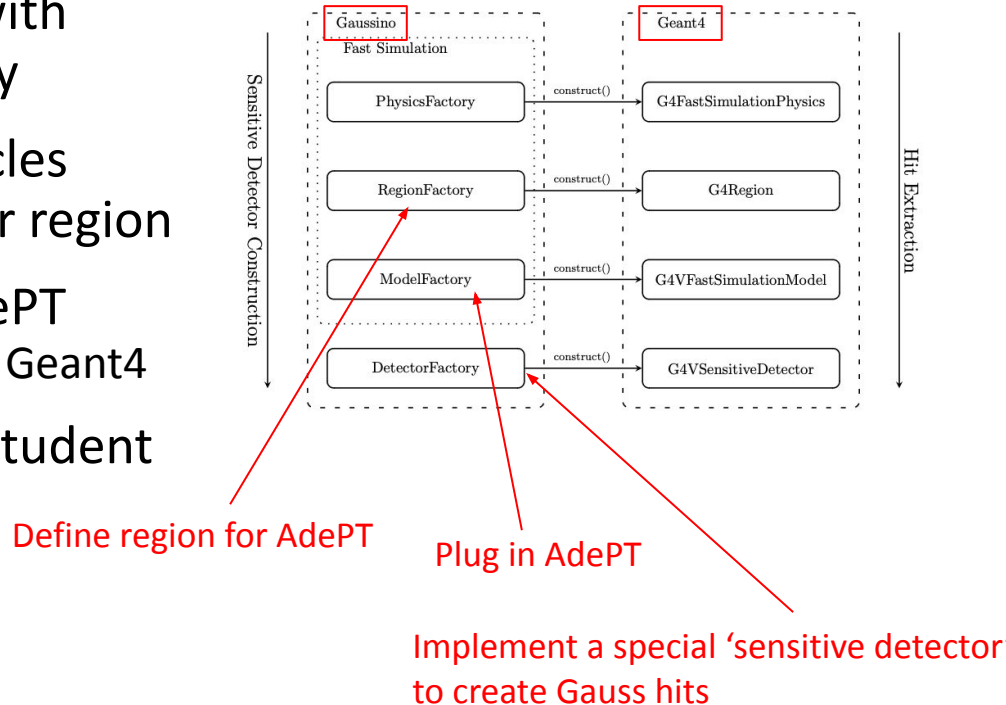 with
y
cles
r region
ePT
Geant4
tudent
Gaussino
Fast Simulation
PhysicsFactory
RegionFactory
ModelFactory
DetectorFactory
construct()
construct()
construct()
construct()
Geant4
G4FastSimulationPhysics
G4Region
G4VFastSimulationModel
G4VSensitiveDetector
Sensitive Detector Construction
Hit Extraction
Define region for AdePT
Plug in AdePT
Implement a special ‘sensitive detector
to create Gauss hits